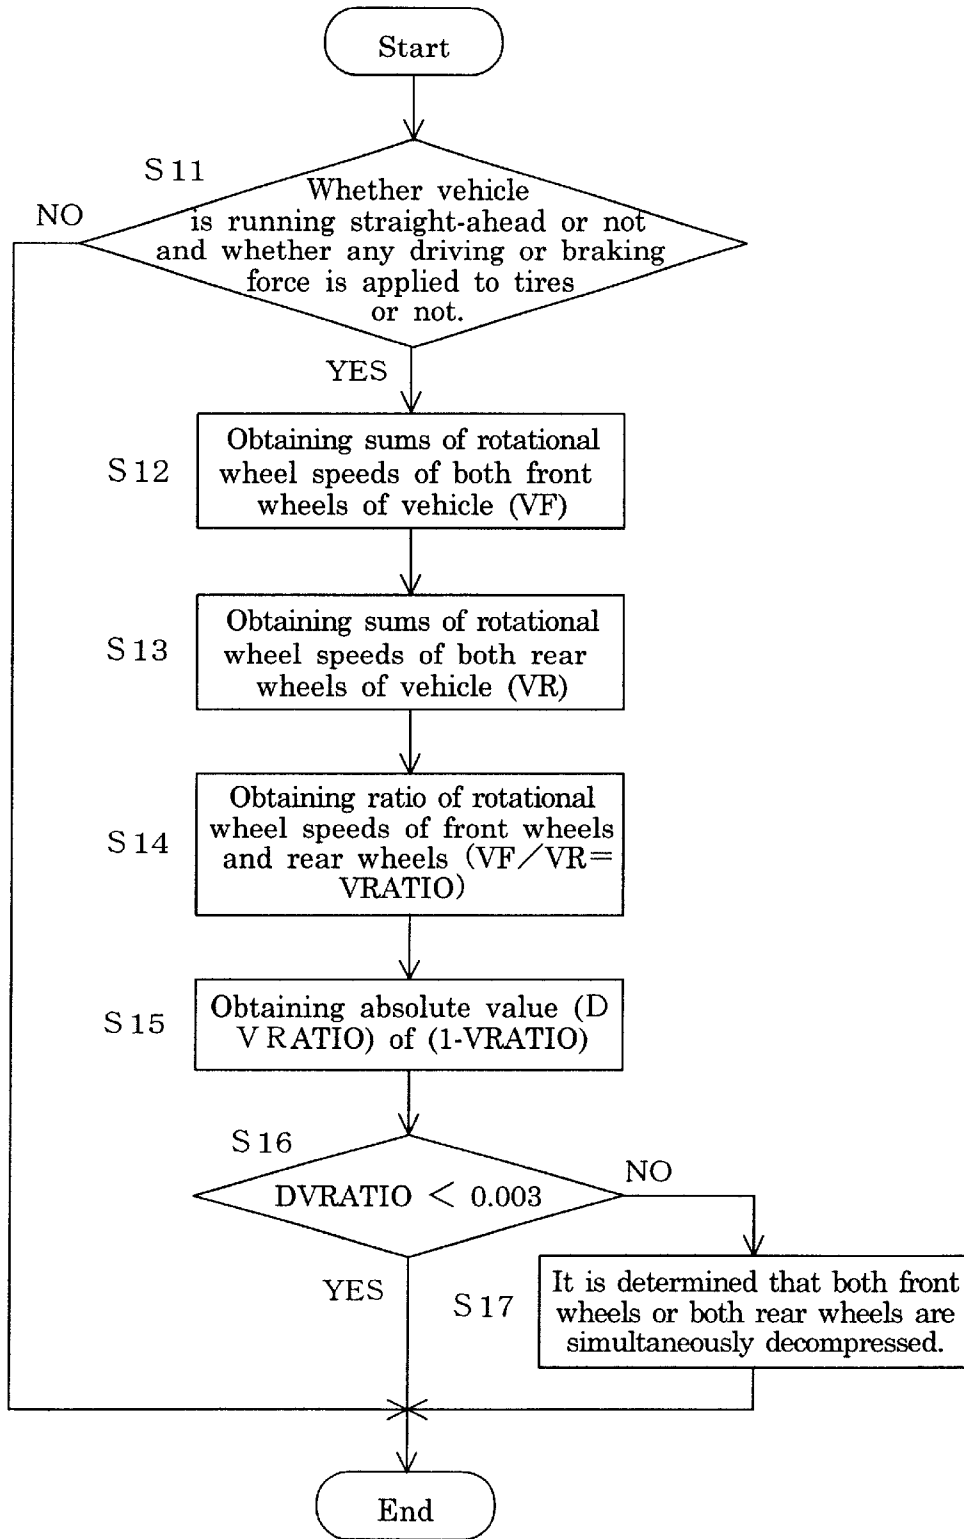 Start
S11
Whether vehicle
is running straight-ahead or not
and whether any driving or braking
force is applied to tires
or not.
NO
YES
S12
Obtaining sums of rotational
wheel speeds of both front
wheels of vehicle (VF)
S13
Obtaining sums of rotational
wheel speeds of both rear
wheels of vehicle (VR)
S14
Obtaining ratio of rotational
wheel speeds of front wheels
and rear wheels (VF/VR=
VRATIO)
S15
Obtaining absolute value (D
VRATIO) of (1-VRATIO)
S16
DVRATIO < 0.003
NO
YES
S17
It is determined that both front
wheels or both rear wheels are
simultaneously decompressed.
End